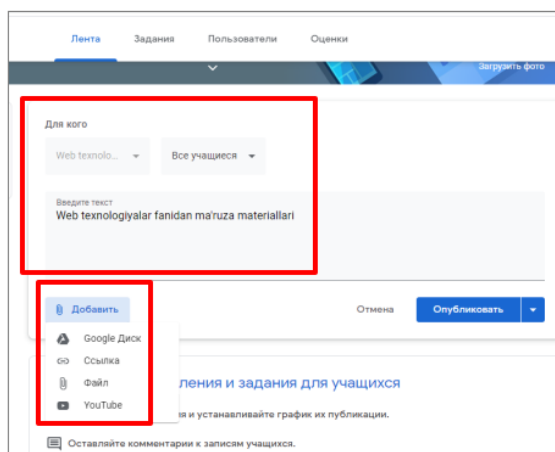 Лента Задания Пользователи Оценки
Загрузить фото
Для кого
Web texnolo... Все учащиеся
Введите текст
Web texnologiyalar fanidan ma'ruza materiallari
Добавить Отмена Опубликовать
Google Диск
Ссылка
Файл
YouTube
ления и задания для учащихся
я и устанавливайте график их публикации.
Оставляйте комментарии к записям учащихся.